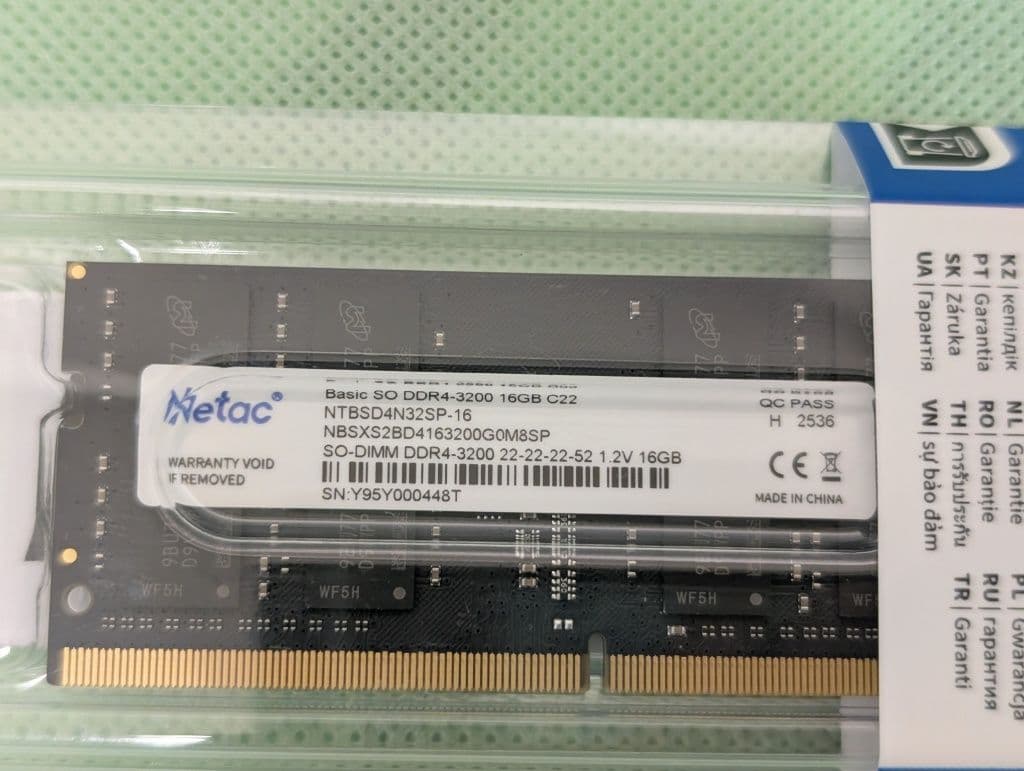 Netac®
Basic SO DDR4-3200 16GB C22
NTBSD4N32SP-16
NBSXS2BD4163200G0M8SP
SO-DIMM DDR4-3200 22-22-22-52 1.2V 16GB
SN:Y95Y000448T
WARRANTY VOID
IF REMOVED
QC PASS
H 2536
CE
MADE IN CHINA
WF5H
WF5H
WF5H
KZ | кепілдік
PT | Garantia
SK | Záruka
UA | Гарантія
NL | Garantie
RO | Garanție
TH | การรับประกัน
VN | sự bảo đảm
PL | Gwarancja
RU | гарантия
TR | Garanti